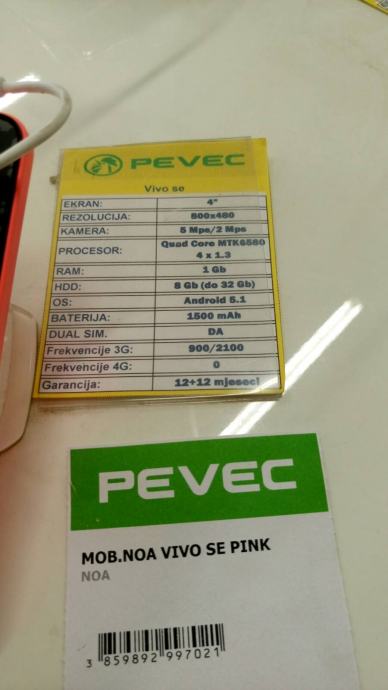 PEVEC
Vivo se
EKRAN: 4"
REZOLUCIJA: 800x480
KAMERA: 5 Mpe/2 Mps
PROCESOR: Quad Core MTK6580
4 x 1.3
RAM: 1 Gb
HDD: 8 Gb (do 32 Gb)
OS: Android 5.1
BATERIJA: 1500 mAh
DUAL SIM. DA
Frekvencije 3G: 900/2100
Frekvencije 4G: 0
Garancija: 12+12 mjeseci
PEVEC
MOB.NOA VIVO SE PINK
NOA
3 859892 997021